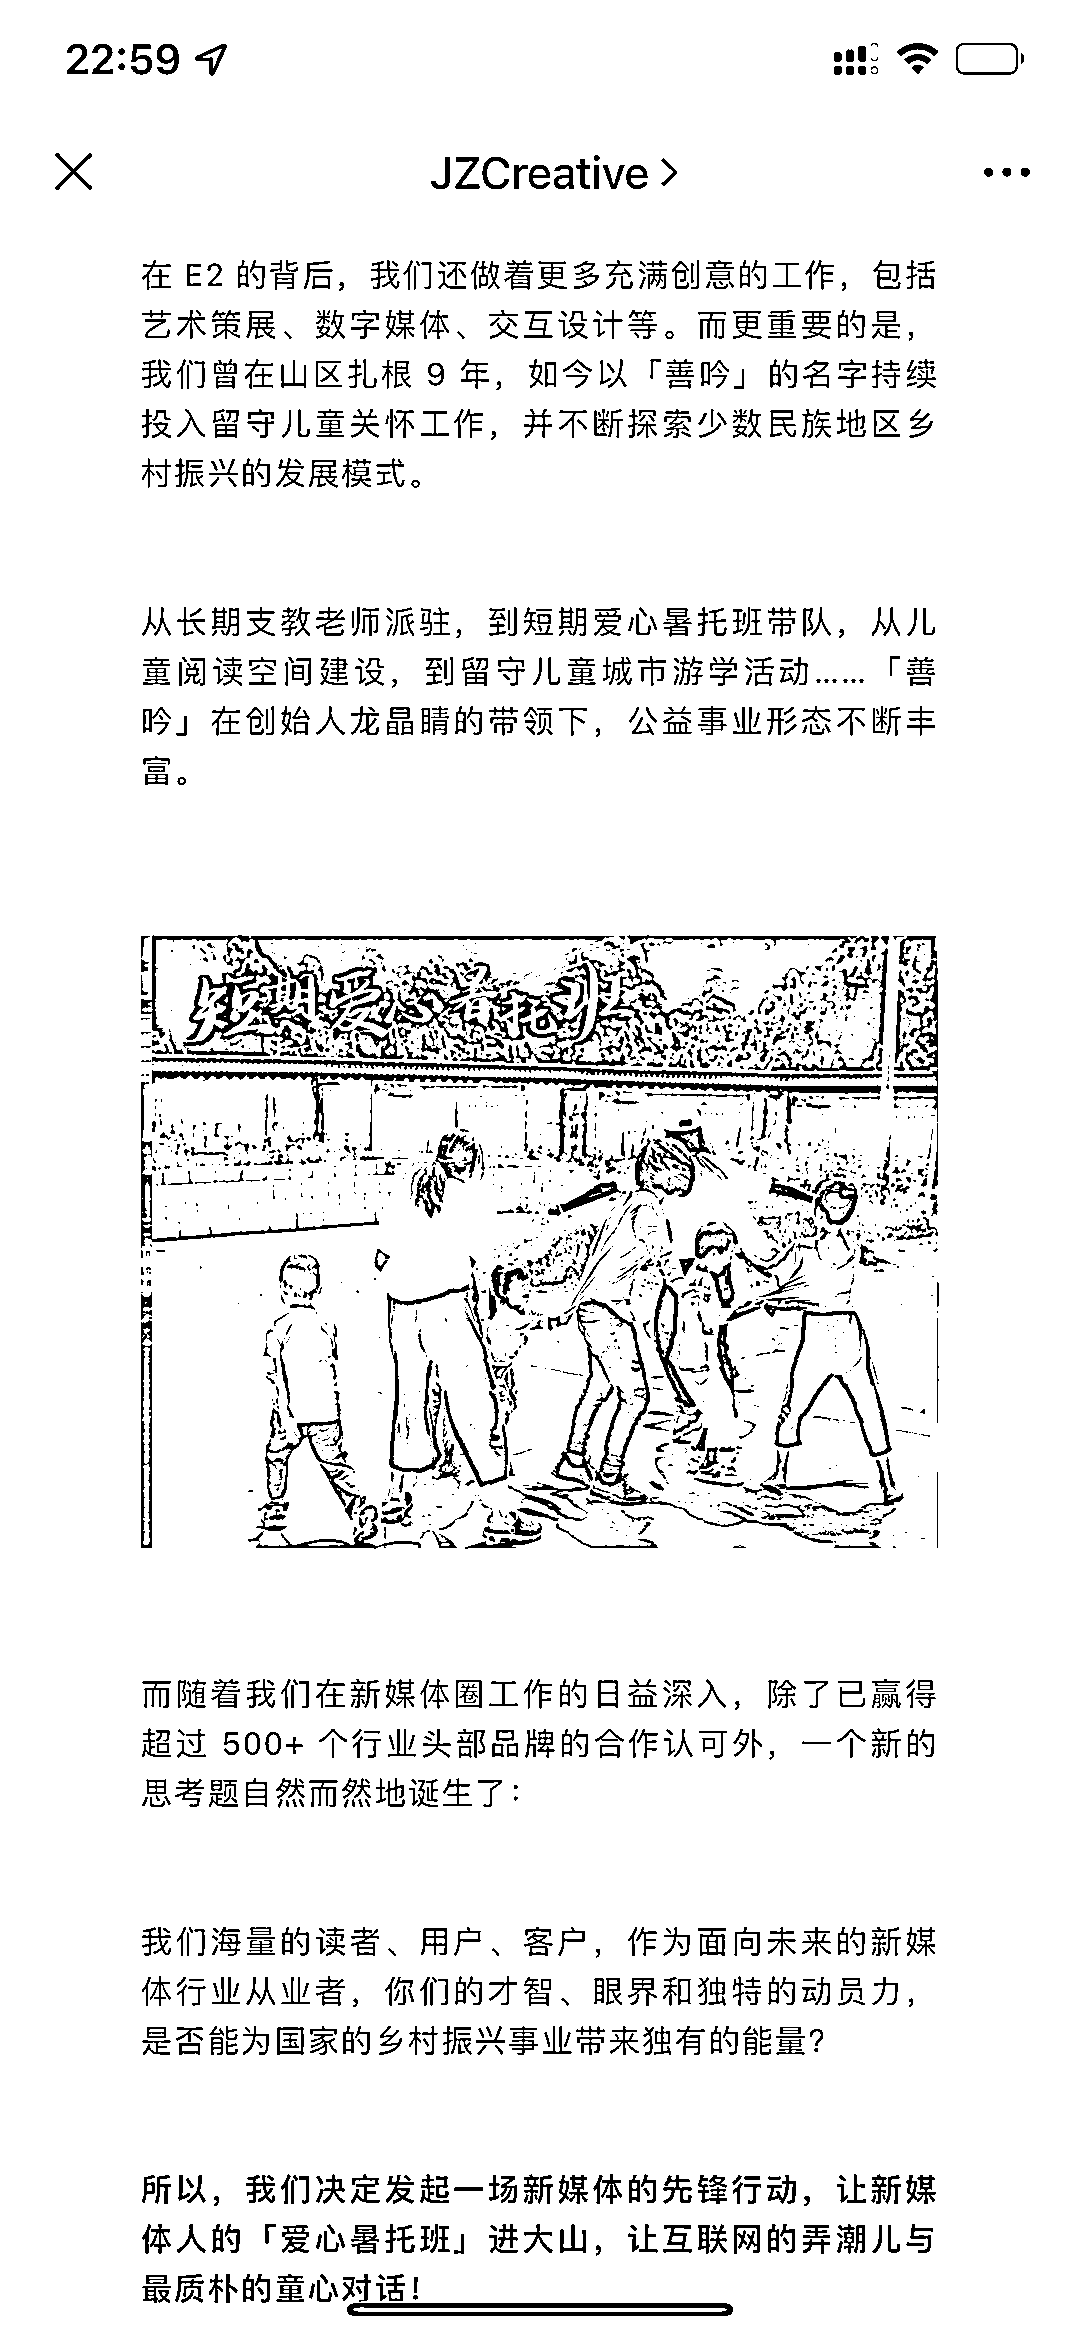 22:59
JZCreative
在 E2 的背后，我们还做着更多充满创意的工作，包括
艺术策展、数字媒体、交互设计等。而更重要的是，
我们曾在山区扎根 9 年，如今以「善吟」的名字持续
投入留守儿童关怀工作，并不断探索少数民族地区乡
村振兴的发展模式。
从长期支教老师派驻，到短期爱心暑托班带队，从儿
童阅读空间建设，到留守儿童城市游学活动……「善
吟」在创始人龙晶睛的带领下，公益事业形态不断丰
富。
短期爱心暑托班
而随着我们在新媒体圈工作的日益深入，除了已赢得
超过 500+ 个行业头部品牌的合作认可外，一个新的
思考题自然而然地诞生了：
我们海量的读者、用户、客户，作为面向未来的新媒
体行业从业者，你们的才智、眼界和独特的动员力，
是否能为国家的乡村振兴事业带来独有的能量？
所以，我们决定发起一场新媒体的先锋行动，让新媒
体人的「爱心暑托班」进大山，让互联网的弄潮儿与
最质朴的童心对话！